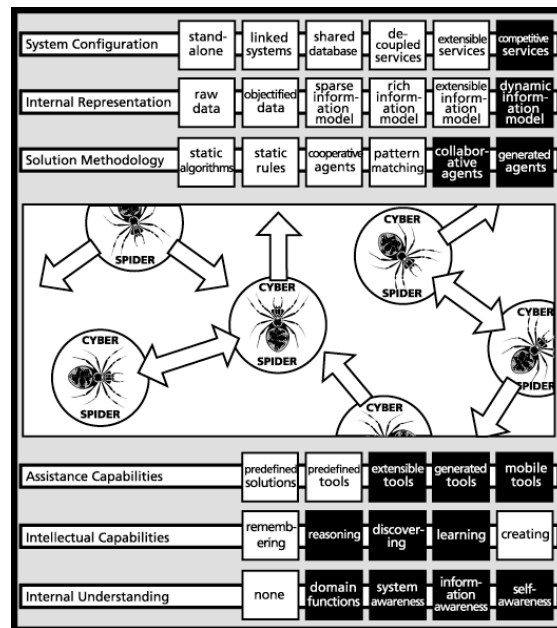 System Configuration
stand-
alone
linked
systems
shared
database
de-
coupled
services
extensible
services
competitive
services
Internal Representation
raw
data
objectified
data
sparse
inform-
ation
model
rich
inform-
ation
model
extensible
inform-
ation
model
dynamic
inform-
ation
model
Solution Methodology
static
algorithms
static
rules
cooperative
agents
pattern
matching
collabor-
ative
agents
generated
agents
SPIDER
CYBER
SPIDER
CYBER
SPIDER
CYBER
SPIDER
CYBER
SPIDER
CYBER
Assistance Capabilities
predefined
solutions
predefined
tools
extensible
tools
generated
tools
mobile
tools
Intellectual Capabilities
rememb-
ering
reasoning
discover-
ing
learning
creating
Internal Understanding
none
domain
functions
system
awareness
inform-
ation
awareness
self-
awareness